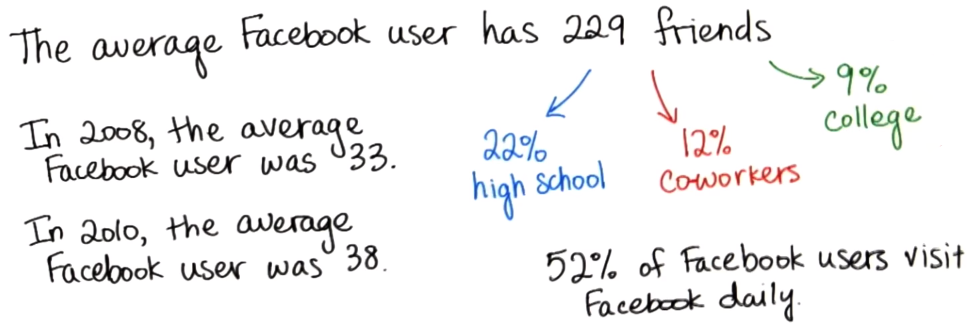 The average Facebook user has 229 friends
22%
high school
12%
coworkers
9%
college
In 2008, the average
Facebook user was 33.
In 2010, the average
Facebook user was 38.
52% of Facebook users visit
Facebook daily.